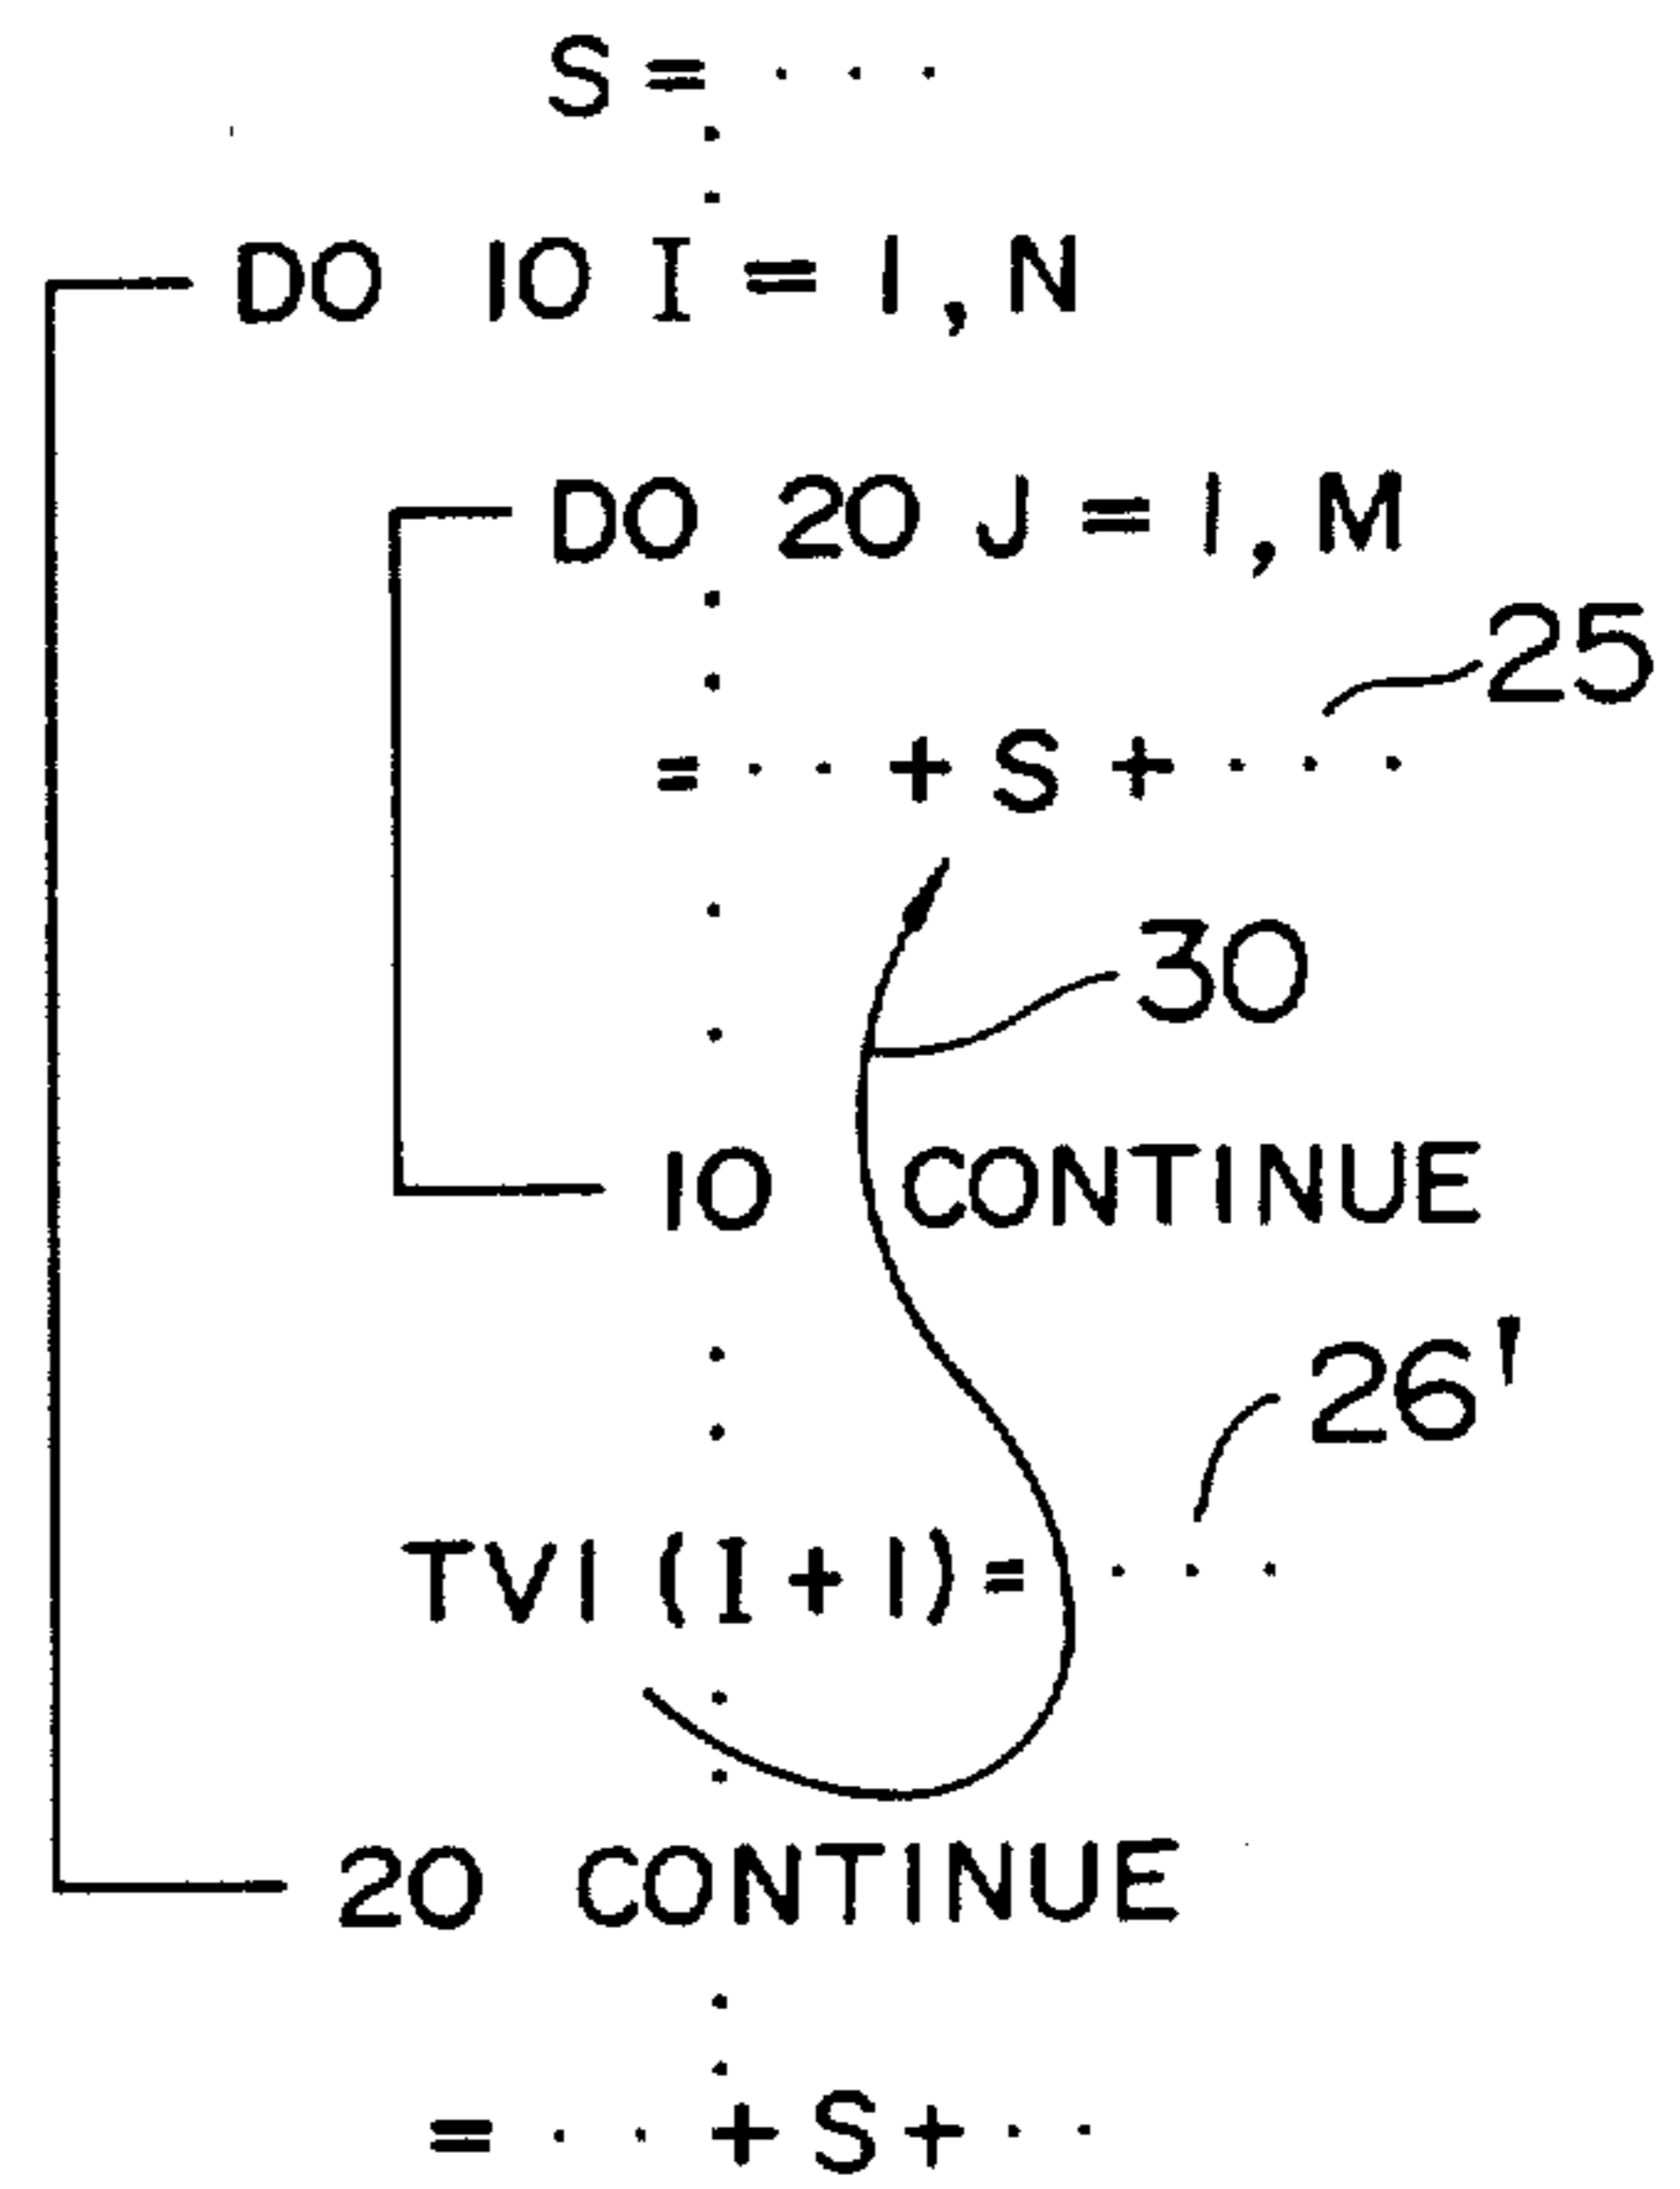 S = . . .
.
.
DO 10 I = 1, N
DO 20 J = 1, M
.
.
25
= . . + S + . . .
.
30
.
10 CONTINUE
.
26'
.
TV1 (I + 1) = . . .
.
.
20 CONTINUE
.
.
= . . + S + . .